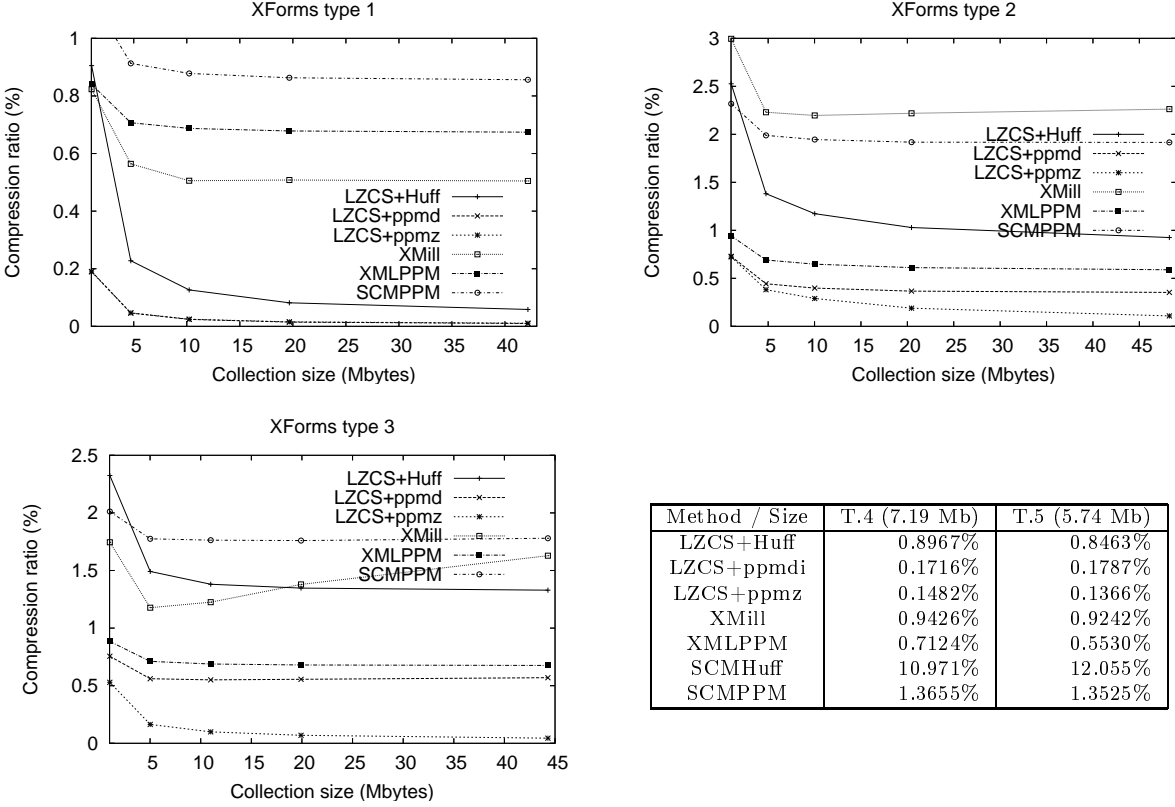 XForms type 1
Compression ratio (%)
1
0.8
0.6
0.4
0.2
0
LZCS+Huff
LZCS+ppmd
LZCS+ppmz
XMill
XMLPPM
SCMPPM
5 10 15 20 25 30 35 40
Collection size (Mbytes)
XForms type 2
Compression ratio (%)
3
2.5
2
1.5
1
0.5
0
LZCS+Huff
LZCS+ppmd
LZCS+ppmz
XMill
XMLPPM
SCMPPM
5 10 15 20 25 30 35 40 45
Collection size (Mbytes)
XForms type 3
Compression ratio (%)
2.5
2
1.5
1
0.5
0
LZCS+Huff
LZCS+ppmd
LZCS+ppmz
XMill
XMLPPM
SCMPPM
5 10 15 20 25 30 35 40 45
Collection size (Mbytes)
Method / Size T.4 (7.19 Mb) T.5 (5.74 Mb)
LZCS+Huff 0.8967% 0.8463%
LZCS+ppmdi 0.1716% 0.1787%
LZCS+ppmz 0.1482% 0.1366%
XMill 0.9426% 0.9242%
XMLPPM 0.7124% 0.5530%
SCMHuff 10.971% 12.055%
SCMPPM 1.3655% 1.3525%